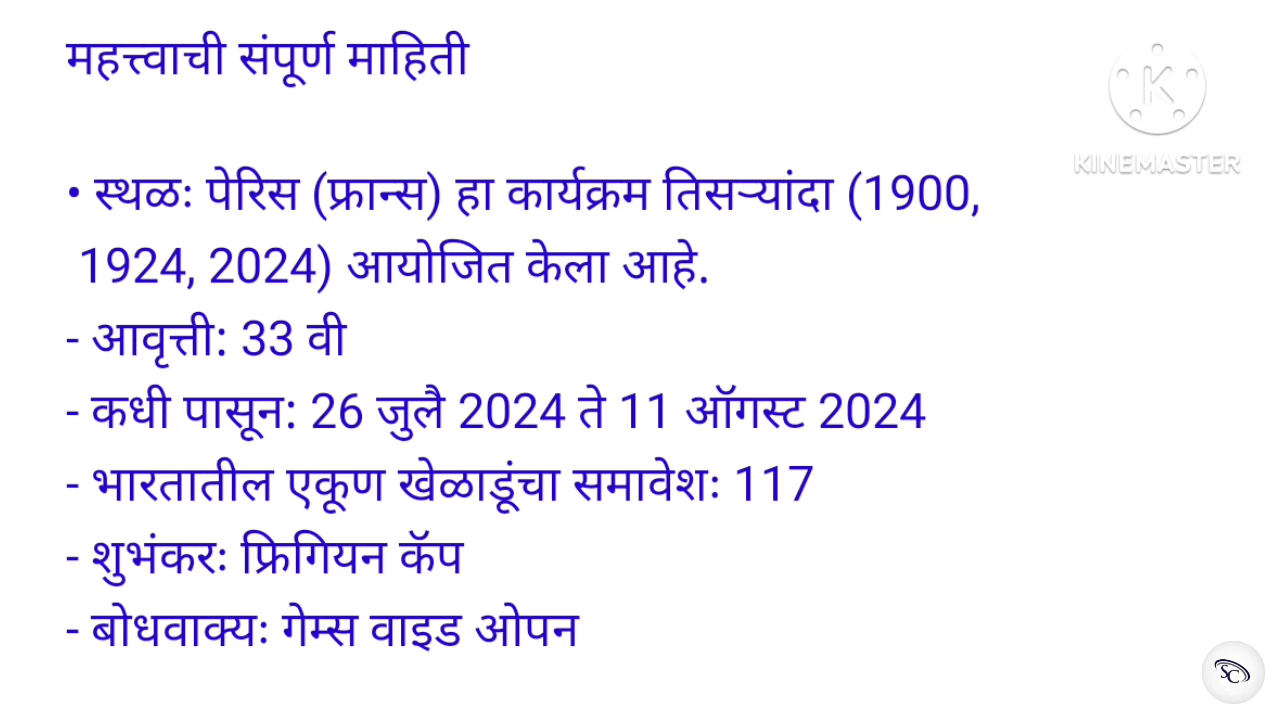 महत्त्वाची संपूर्ण माहिती
KINEMASTER
• स्थळः पेरिस (फ्रान्स) हा कार्यक्रम तिसऱ्यांदा (1900,
1924, 2024) आयोजित केला आहे.
- आवृत्ती: 33 वी
- कधी पासून: 26 जुलै 2024 ते 11 ऑगस्ट 2024
- भारतातील एकूण खेळाडूंचा समावेशः 117
- शुभंकरः फ्रिगियन कॅप
- बोधवाक्यः गेम्स वाइड ओपन
SC